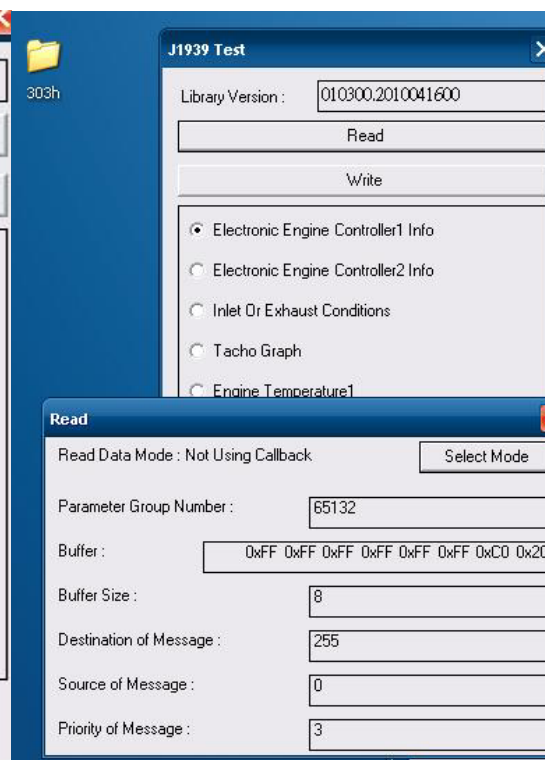 303h
J1939 Test
Library Version : 010300.2010041600
Read
Write
Electronic Engine Controller1 Info
Electronic Engine Controller2 Info
Inlet Or Exhaust Conditions
Tacho Graph
Engine Temperature1
Read
Read Data Mode : Not Using Callback Select Mode
Parameter Group Number : 65132
Buffer : 0xFF 0xFF 0xFF 0xFF 0xFF 0xFF 0xC0 0x20
Buffer Size : 8
Destination of Message : 255
Source of Message : 0
Priority of Message : 3